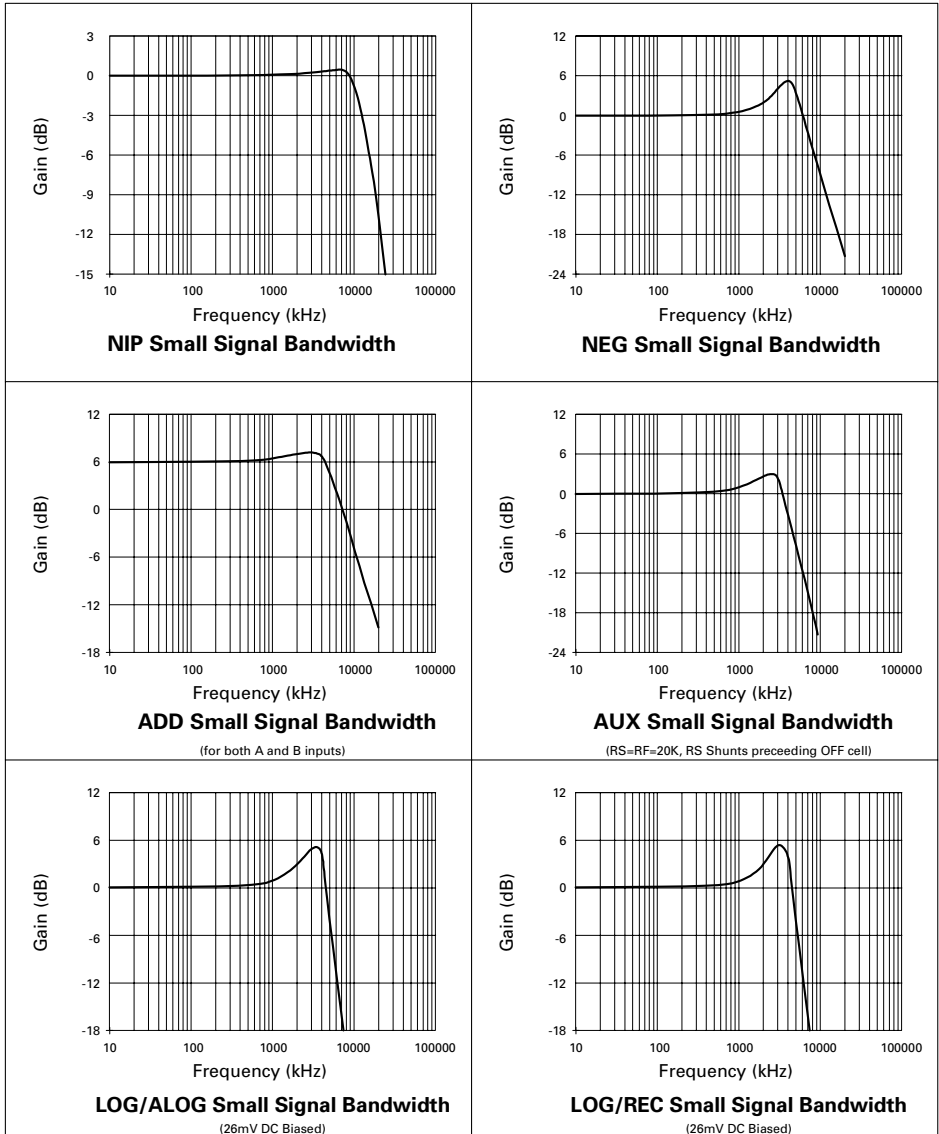 3
0
-3
-6
-9
-12
-15
Gain (dB)
10 100 1000 10000 100000
Frequency (kHz)
NIP Small Signal Bandwidth
12
6
0
-6
-12
-18
-24
Gain (dB)
10 100 1000 10000 100000
Frequency (kHz)
NEG Small Signal Bandwidth
12
6
0
-6
-12
-18
Gain (dB)
10 100 1000 10000 100000
Frequency (kHz)
ADD Small Signal Bandwidth
(for both A and B inputs)
12
6
0
-6
-12
-18
-24
Gain (dB)
10 100 1000 10000 100000
Frequency (kHz)
AUX Small Signal Bandwidth
(RS=RF=20K, RS Shunts preceeding OFF cell)
12
6
0
-6
-12
-18
Gain (dB)
10 100 1000 10000 100000
Frequency (kHz)
LOG/ALOG Small Signal Bandwidth
(26mV DC Biased)
12
6
0
-6
-12
-18
Gain (dB)
10 100 1000 10000 100000
Frequency (kHz)
LOG/REC Small Signal Bandwidth
(26mV DC Biased)